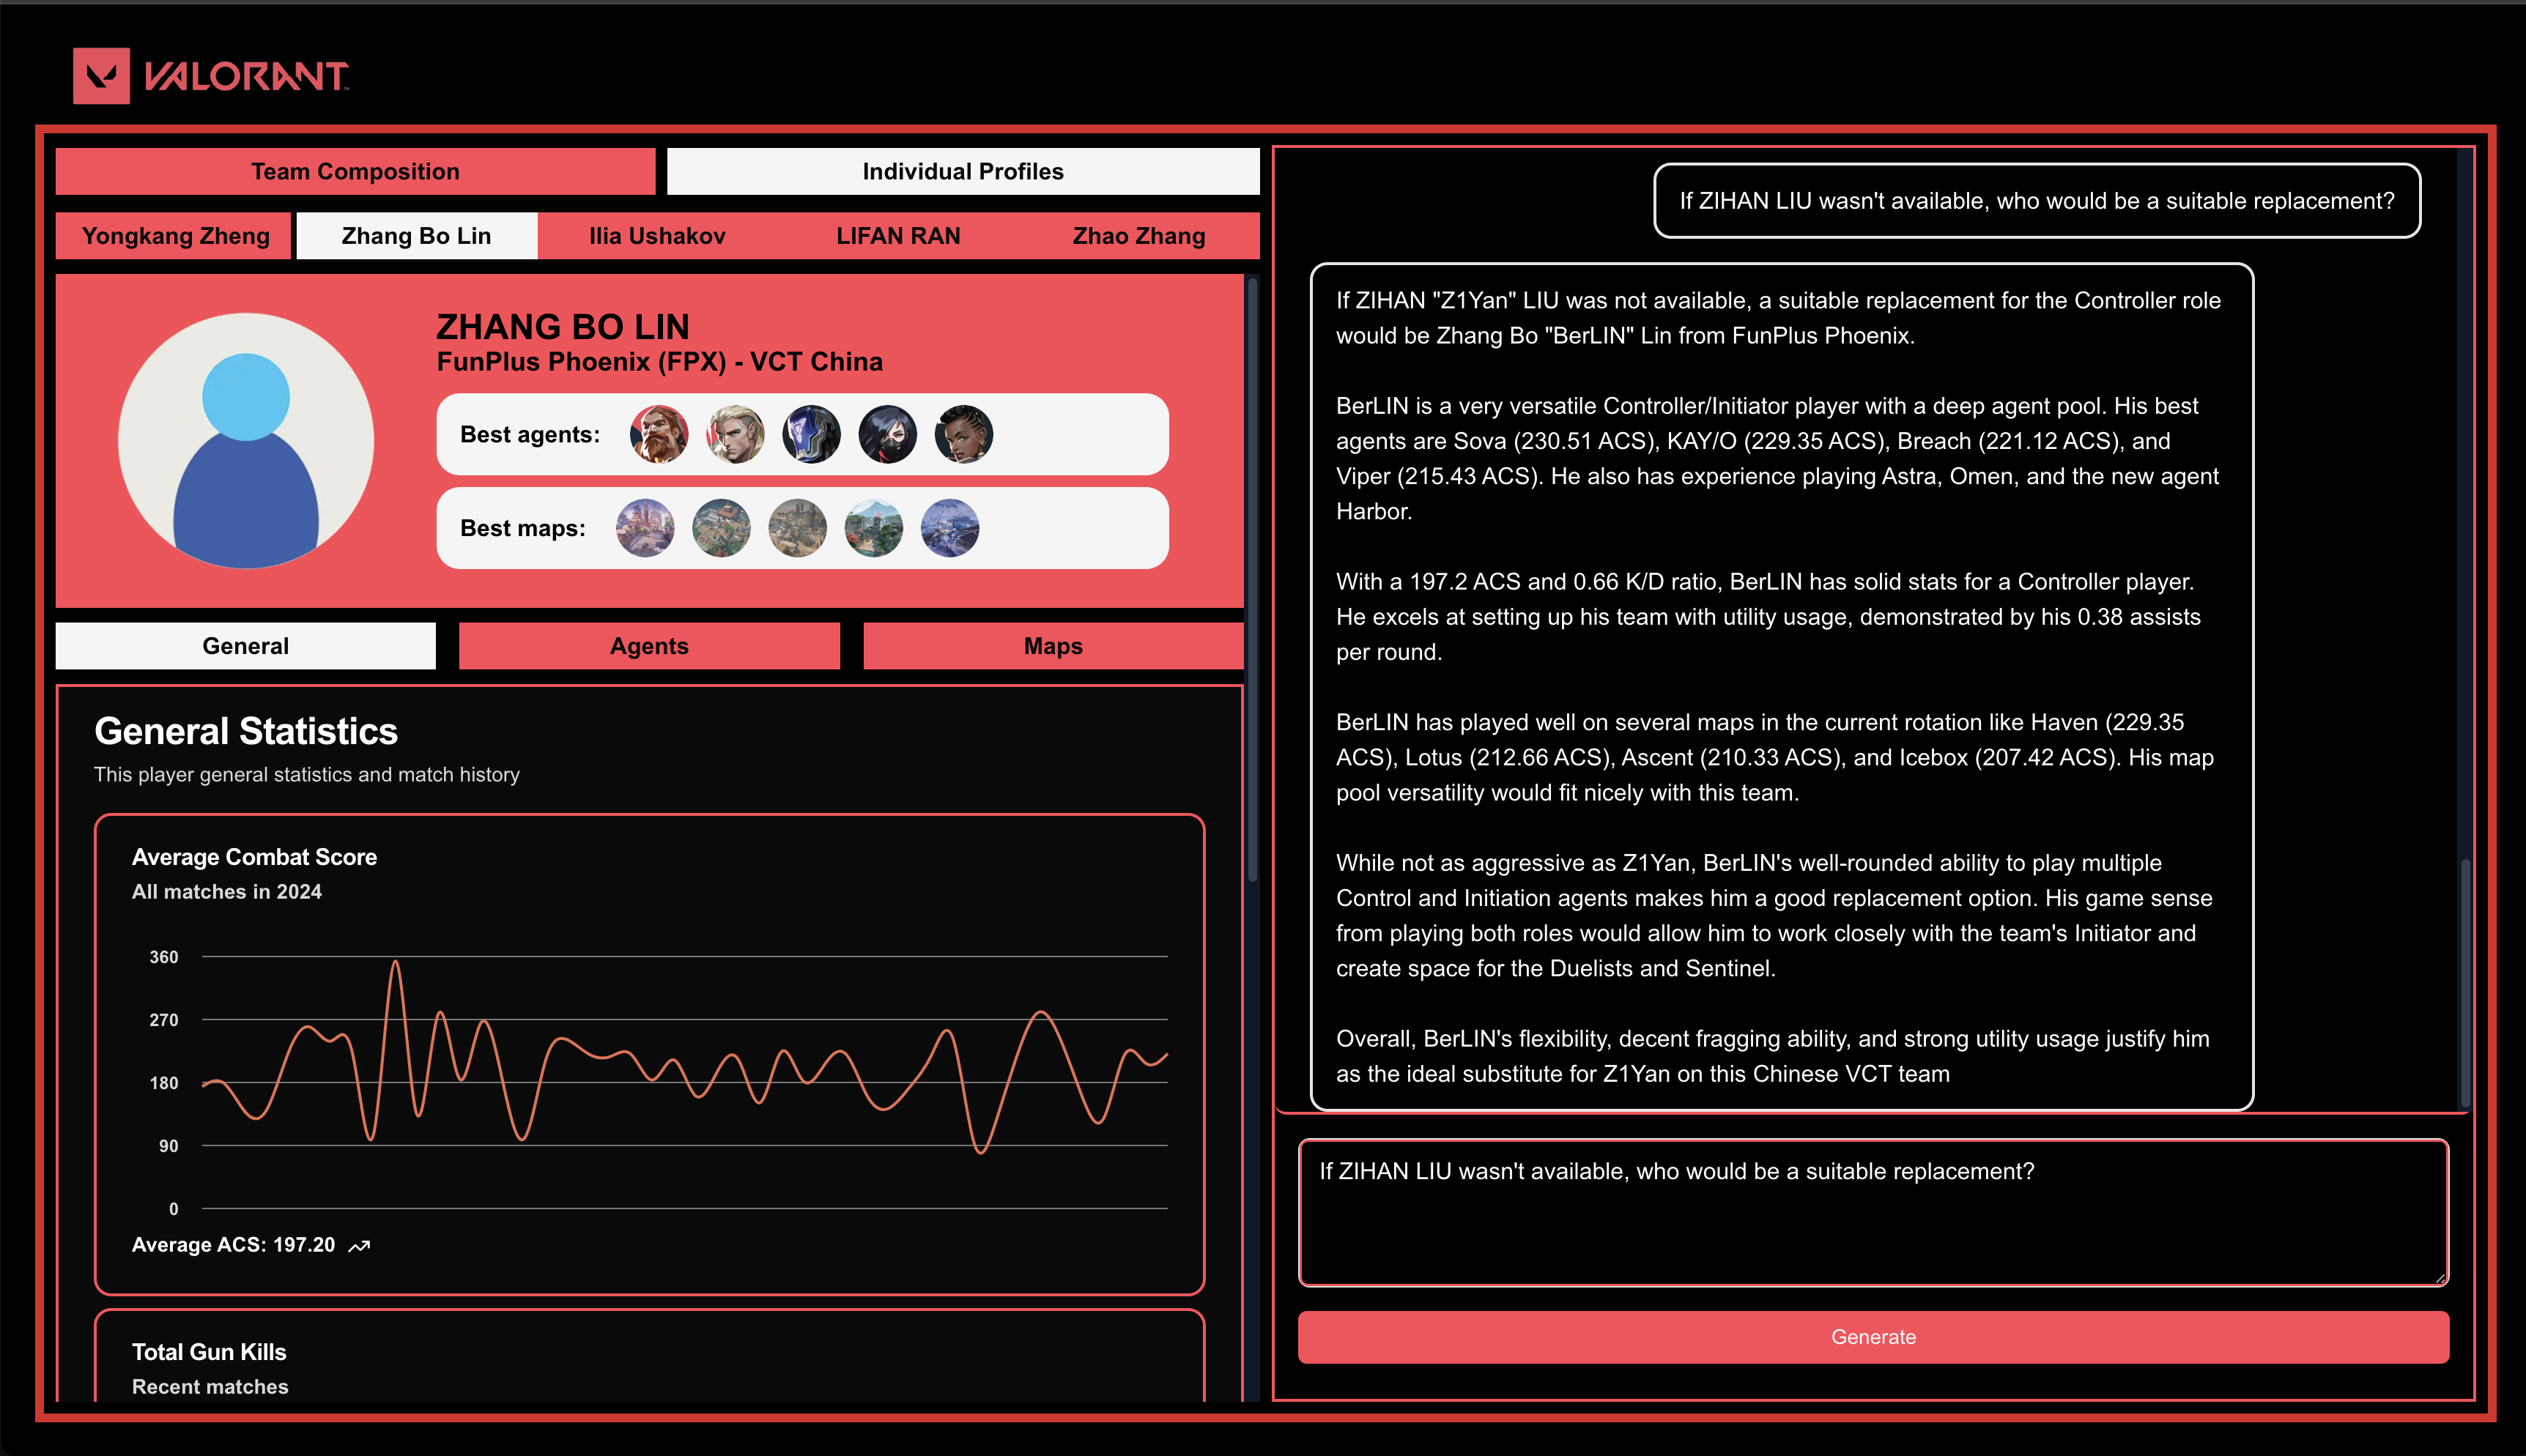 VALORANT
Team Composition
Individual Profiles
Yongkang Zheng
Zhang Bo Lin
Ilia Ushakov
LIFAN RAN
Zhao Zhang
ZHANG BO LIN
FunPlus Phoenix (FPX) - VCT China
Best agents:
Best maps:
General
Agents
Maps
General Statistics
This player general statistics and match history
Average Combat Score
All matches in 2024
360
270
180
90
0
Average ACS: 197.20
Total Gun Kills
Recent matches
If ZIHAN LIU wasn't available, who would be a suitable replacement?
If ZIHAN "Z1Yan" LIU was not available, a suitable replacement for the Controller role
would be Zhang Bo "BerLIN" Lin from FunPlus Phoenix.
BerLIN is a very versatile Controller/Initiator player with a deep agent pool. His best
agents are Sova (230.51 ACS), KAY/O (229.35 ACS), Breach (221.12 ACS), and
Viper (215.43 ACS). He also has experience playing Astra, Omen, and the new agent
Harbor.
With a 197.2 ACS and 0.66 K/D ratio, BerLIN has solid stats for a Controller player.
He excels at setting up his team with utility usage, demonstrated by his 0.38 assists
per round.
BerLIN has played well on several maps in the current rotation like Haven (229.35
ACS), Lotus (212.66 ACS), Ascent (210.33 ACS), and Icebox (207.42 ACS). His map
pool versatility would fit nicely with this team.
While not as aggressive as Z1Yan, BerLIN's well-rounded ability to play multiple
Control and Initiation agents makes him a good replacement option. His game sense
from playing both roles would allow him to work closely with the team's Initiator and
create space for the Duelists and Sentinel.
Overall, BerLIN's flexibility, decent fragging ability, and strong utility usage justify him
as the ideal substitute for Z1Yan on this Chinese VCT team
If ZIHAN LIU wasn't available, who would be a suitable replacement?
Generate